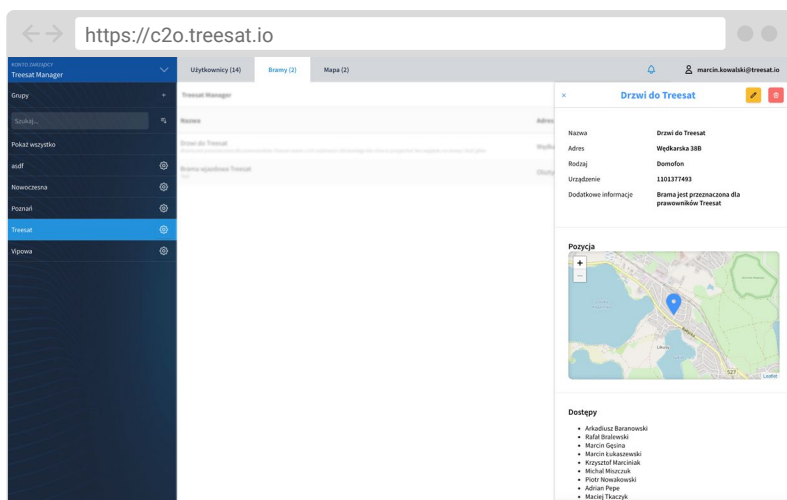 https://c2o.treesat.io
KONTO ZARZĄDCY
Treesat Manager
Użytkownicy (14)
Bramy (2)
Mapa (2)
marcin.kowalski@treesat.io
Grupy
+
Szukaj...
Pokaż wszystko
asdf
Nowoczesna
Poznań
Treesat
Vipowa
Treesat Manager
Nazwa
Adres
Drzwi do Treesat
Brama wjazdowa Treesat
×
Drzwi do Treesat
Nazwa
Drzwi do Treesat
Adres
Wędkarska 38B
Rodzaj
Domofon
Urządzenie
1101377493
Dodatkowe informacje
Brama jest przeznaczona dla
prawowników Treesat
Pozycja
+
−
Likusy
527
Leaflet
Dostępy
• Arkadiusz Baranowski
• Rafał Bralewski
• Marcin Gęsina
• Marcin Łukaszewski
• Krzysztof Marciniak
• Michal Miszczuk
• Piotr Nowakowski
• Adrian Pepe
• Maciej Tkaczyk